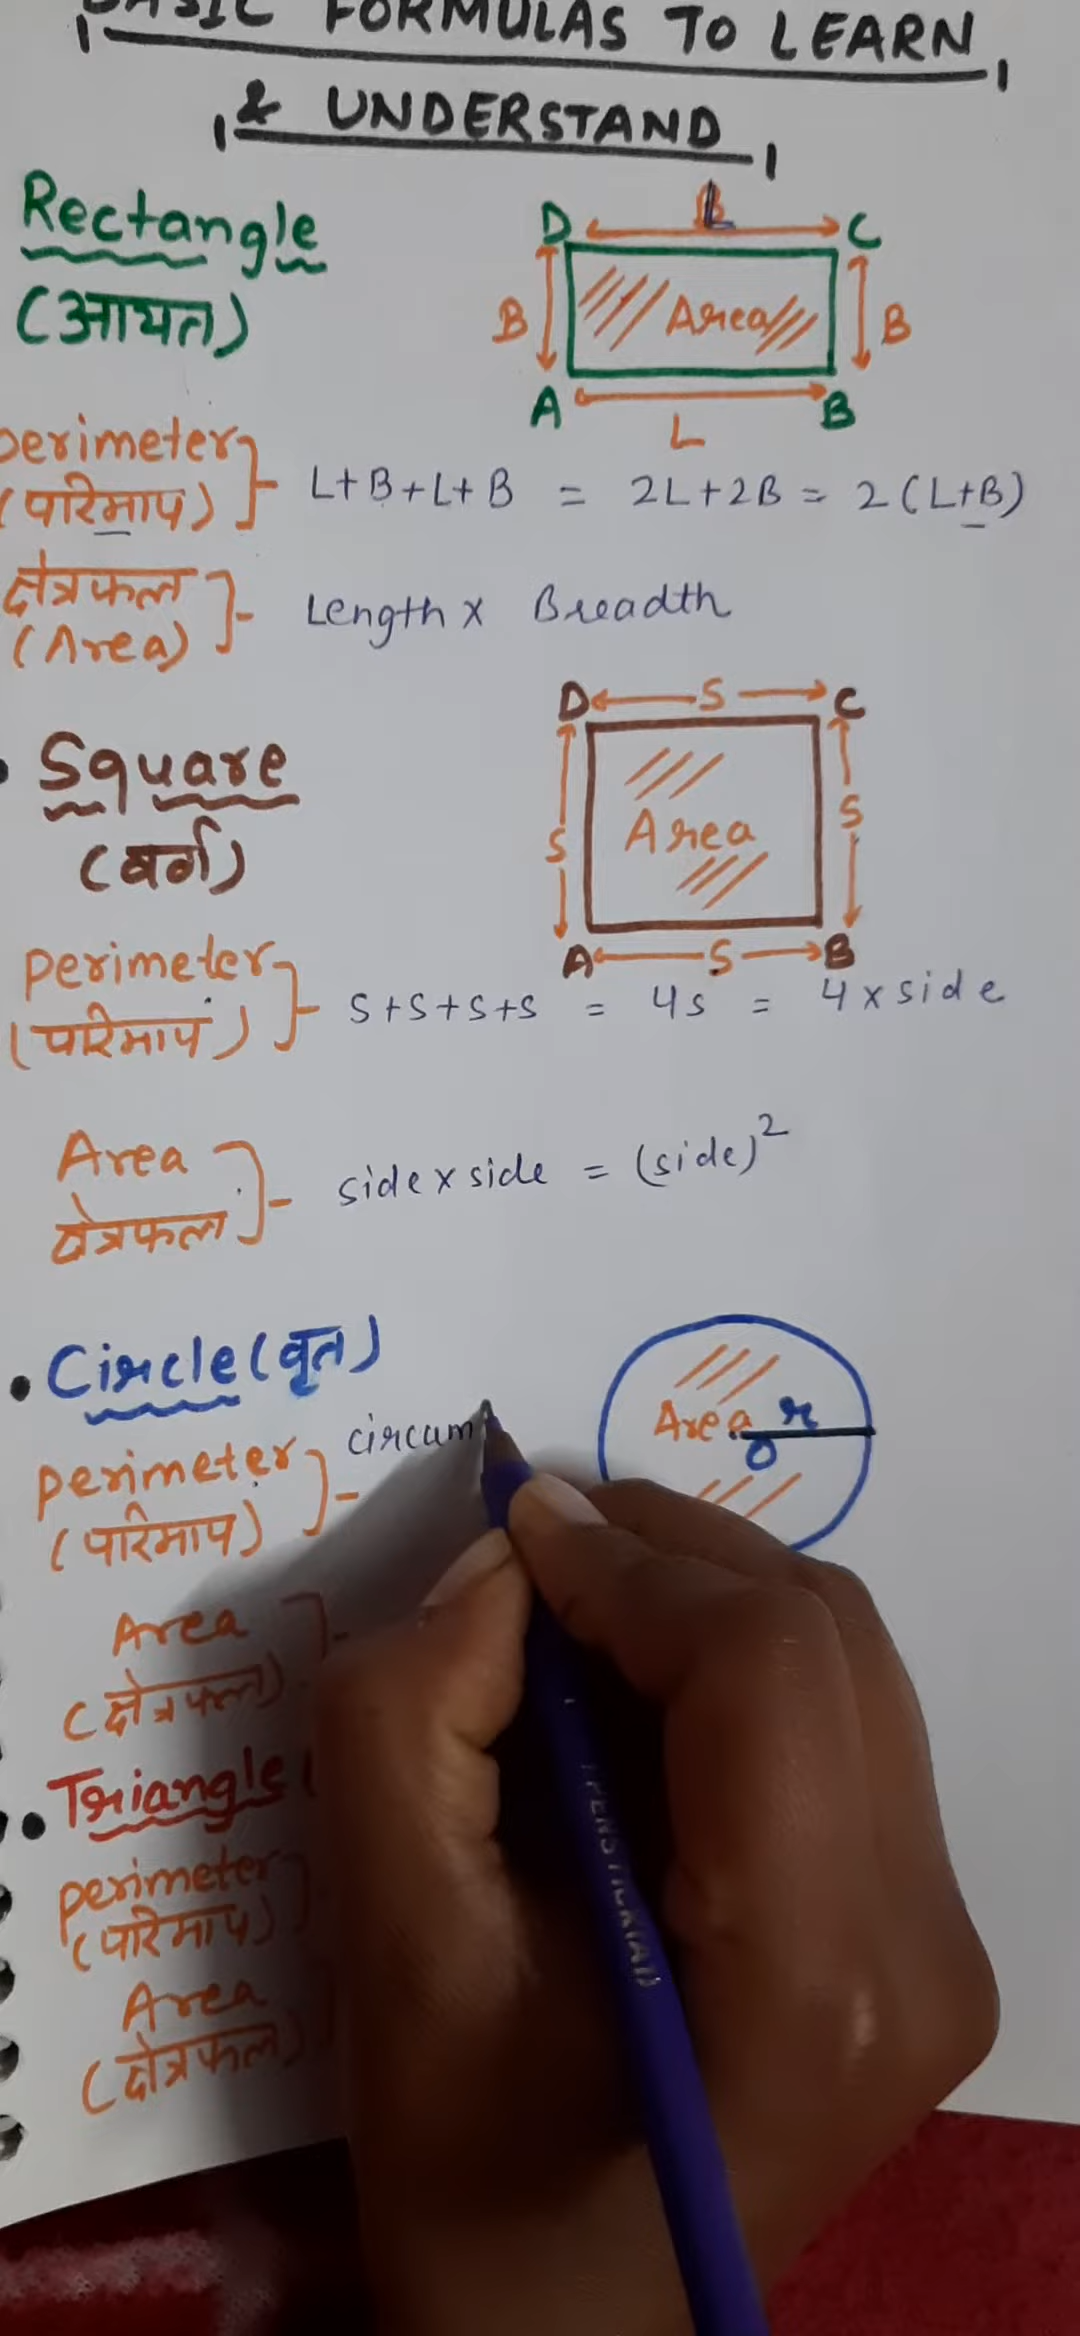 BASIC FORMULAS TO LEARN
& UNDERSTAND
Rectangle
(आयत)
D L C
B Area B
A L B
perimeter
(परिमाप)
L+B+L+B = 2L+2B = 2(L+B)
क्षेत्रफल
(Area)
Length x Breadth
Square
(वर्ग)
D S C
S Area S
A S B
perimeter
(परिमाप)
S+S+S+S = 4s = 4 x side
Area
क्षेत्रफल
side x side = (side)2
Circle (वृत)
Area r
O
perimeter
(परिमाप)
circum
Area
(क्षेत्रफल)
Triangle (
perimeter
(परिमाप)
Area
(क्षेत्रफल)